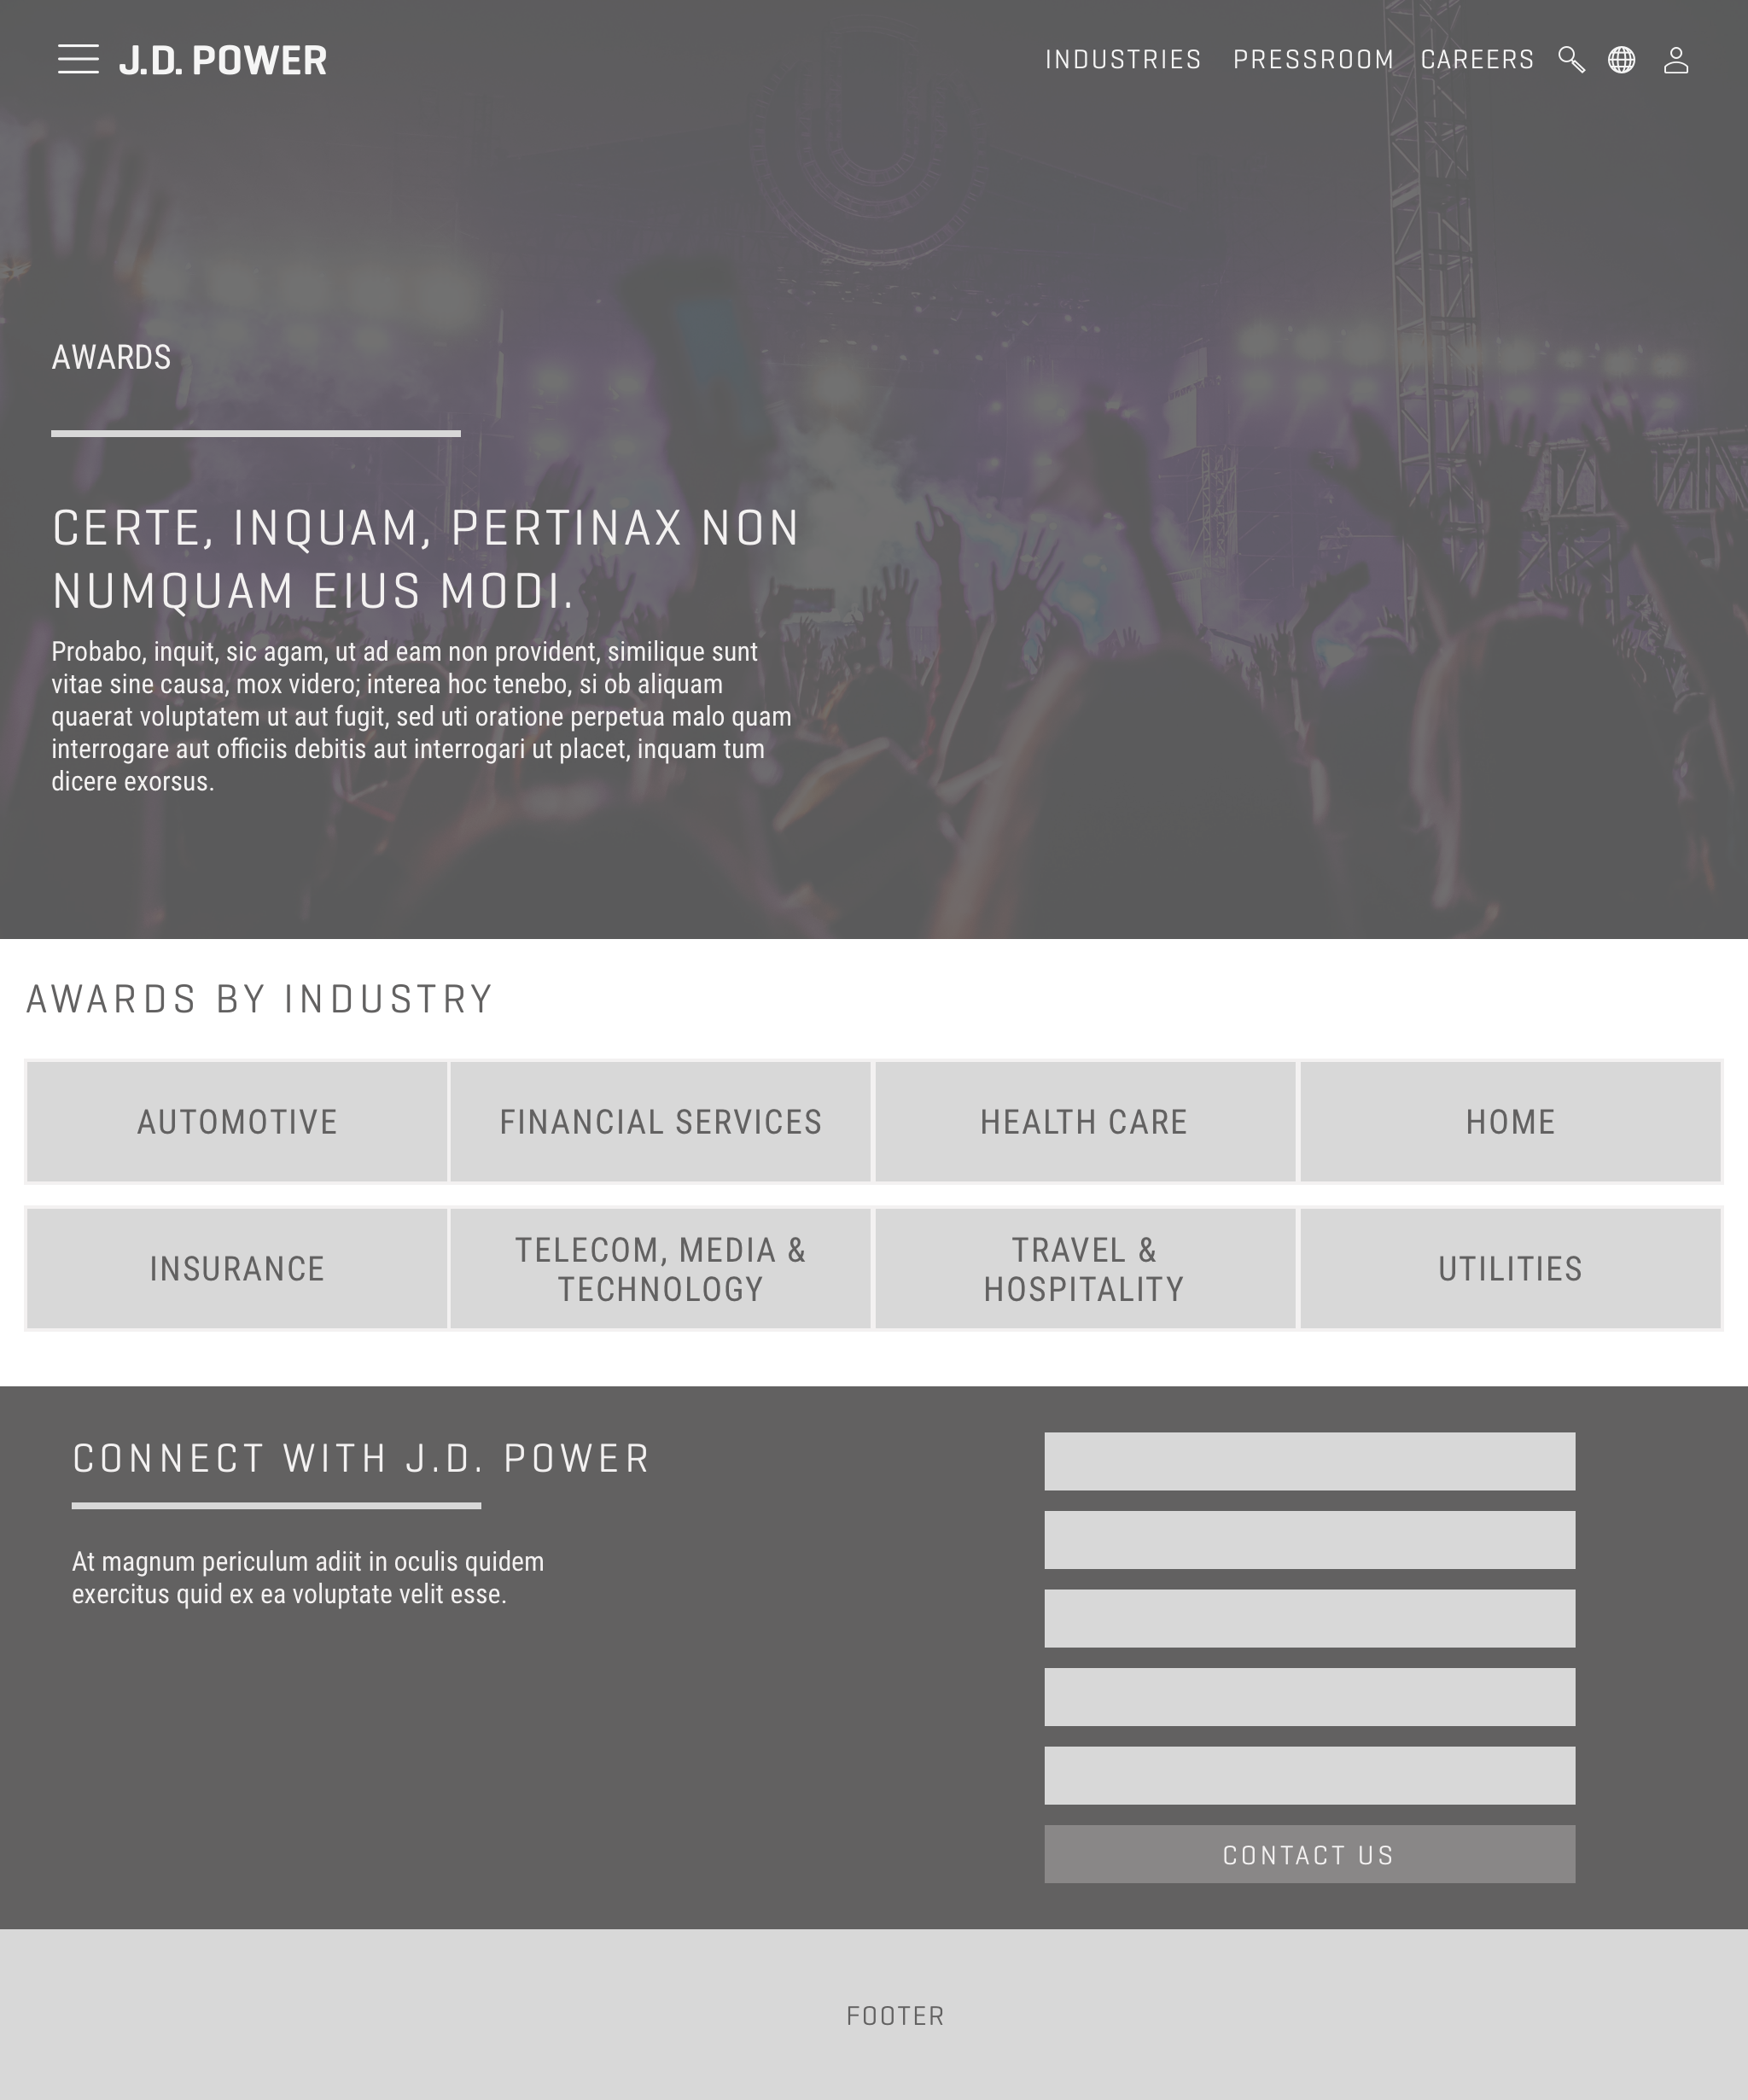 J.D. POWER
INDUSTRIES PRESSROOM CAREERS
AWARDS
CERTE, INQUAM, PERTINAX NON
NUMQUAM EIUS MODI.
Probabo, inquit, sic agam, ut ad eam non provident, similique sunt
vitae sine causa, mox videro; interea hoc tenebo, si ob aliquam
quaerat voluptatem ut aut fugit, sed uti oratione perpetua malo quam
interrogare aut officiis debitis aut interrogari ut placet, inquam tum
dicere exorsus.
AWARDS BY INDUSTRY
AUTOMOTIVE
FINANCIAL SERVICES
HEALTH CARE
HOME
INSURANCE
TELECOM, MEDIA &
TECHNOLOGY
TRAVEL &
HOSPITALITY
UTILITIES
CONNECT WITH J.D. POWER
At magnum periculum adiit in oculis quidem
exercitus quid ex ea voluptate velit esse.
CONTACT US
FOOTER